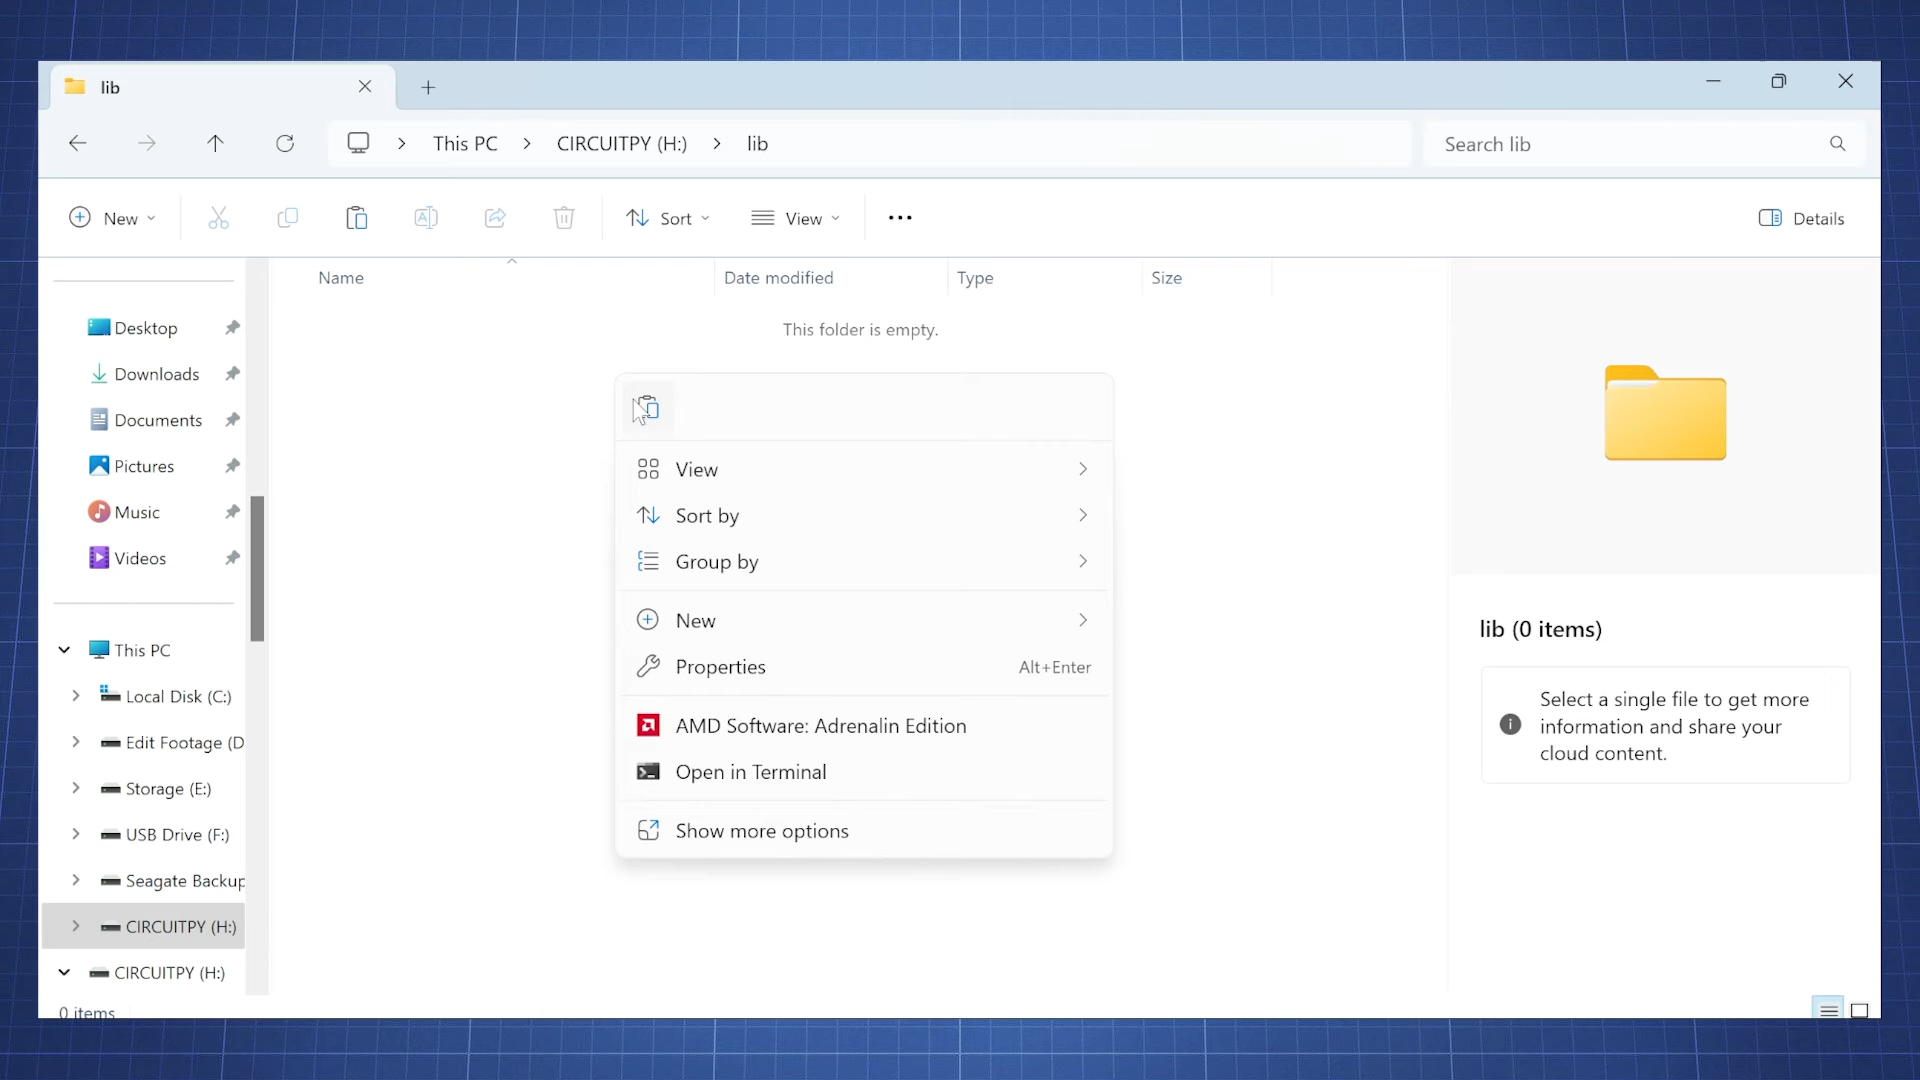 lib
This PC
CIRCUITPY (H:)
lib
Search lib
New
Sort
View
Details
Name
Date modified
Type
Size
This folder is empty.
Desktop
Downloads
Documents
Pictures
Music
Videos
This PC
Local Disk (C:)
Edit Footage (D
Storage (E:)
USB Drive (F:)
Seagate Backup
CIRCUITPY (H:)
CIRCUITPY (H:)
View
Sort by
Group by
New
Properties
Alt+Enter
AMD Software: Adrenalin Edition
Open in Terminal
Show more options
lib (0 items)
Select a single file to get more
information and share your
cloud content.
0 items